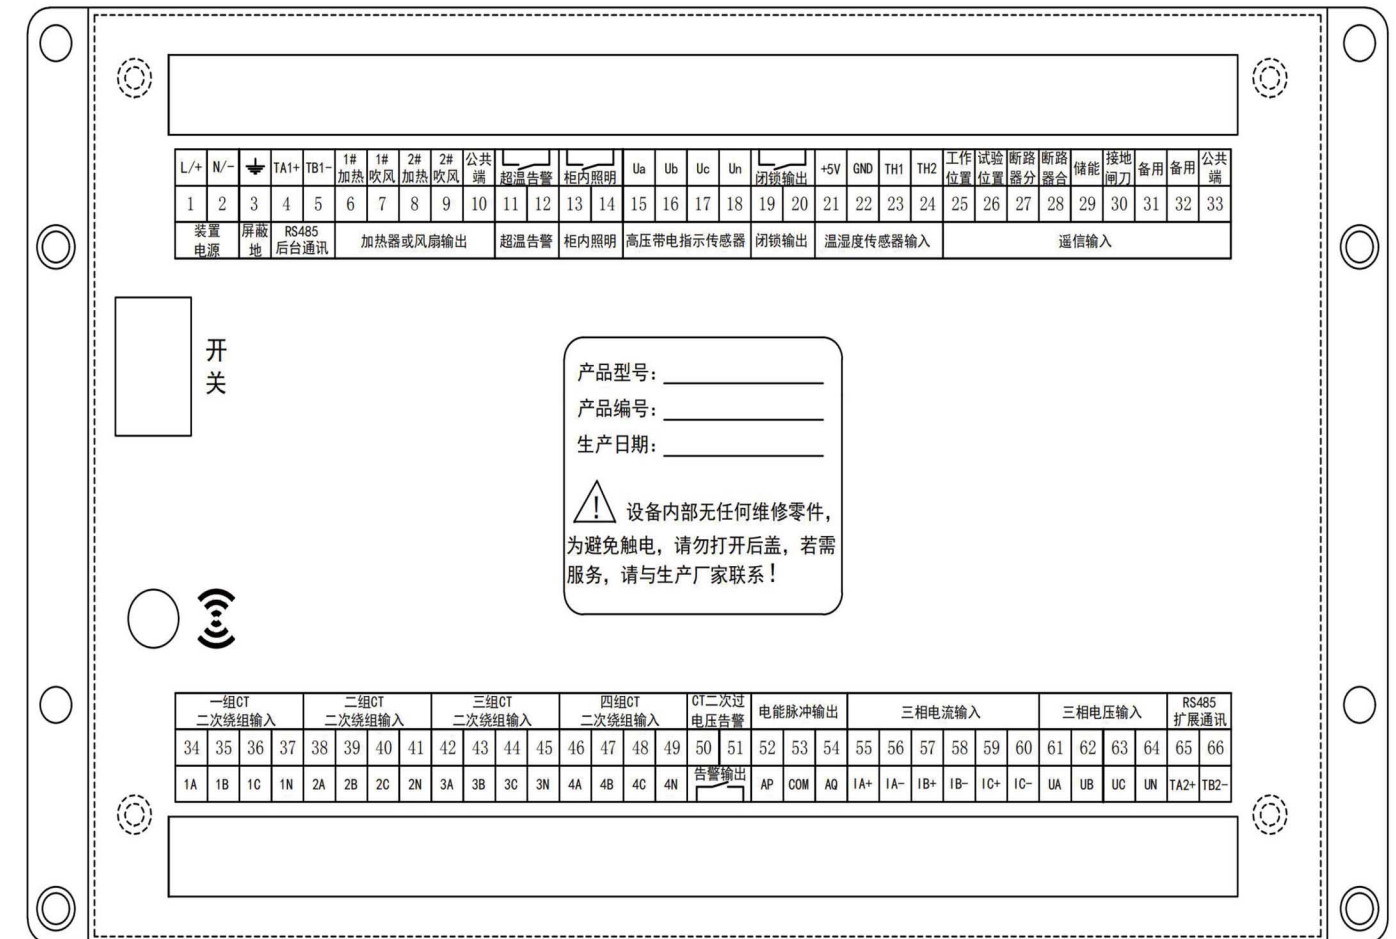 L/+ N/- TA1+ TB1- 1# 加热 1# 吹风 2# 加热 2# 吹风 公共端 超温告警 柜内照明 Ua Ub Uc Un 闭锁输出 +5V GND TH1 TH2 工作位置 试验位置 断路器分 断路器合 储能 接地闸刀 备用 备用 公共端
1 2 3 4 5 6 7 8 9 10 11 12 13 14 15 16 17 18 19 20 21 22 23 24 25 26 27 28 29 30 31 32 33
装置电源 屏蔽地 RS485后台通讯 加热器或风扇输出 超温告警 柜内照明 高压带电指示传感器 闭锁输出 温湿度传感器输入 遥信输入
开
关
产品型号:
产品编号:
生产日期:
! 设备内部无任何维修零件,
为避免触电, 请勿打开后盖, 若需
服务, 请与生产厂家联系!
一组CT二次绕组输入 二组CT二次绕组输入 三组CT二次绕组输入 四组CT二次绕组输入 CT二次过电压告警 电能脉冲输出 三相电流输入 三相电压输入 RS485扩展通讯
34 35 36 37 38 39 40 41 42 43 44 45 46 47 48 49 50 51 52 53 54 55 56 57 58 59 60 61 62 63 64 65 66
1A 1B 1C 1N 2A 2B 2C 2N 3A 3B 3C 3N 4A 4B 4C 4N 告警输出 AP COM AQ IA+ IA- IB+ IB- IC+ IC- UA UB UC UN TA2+ TB2-